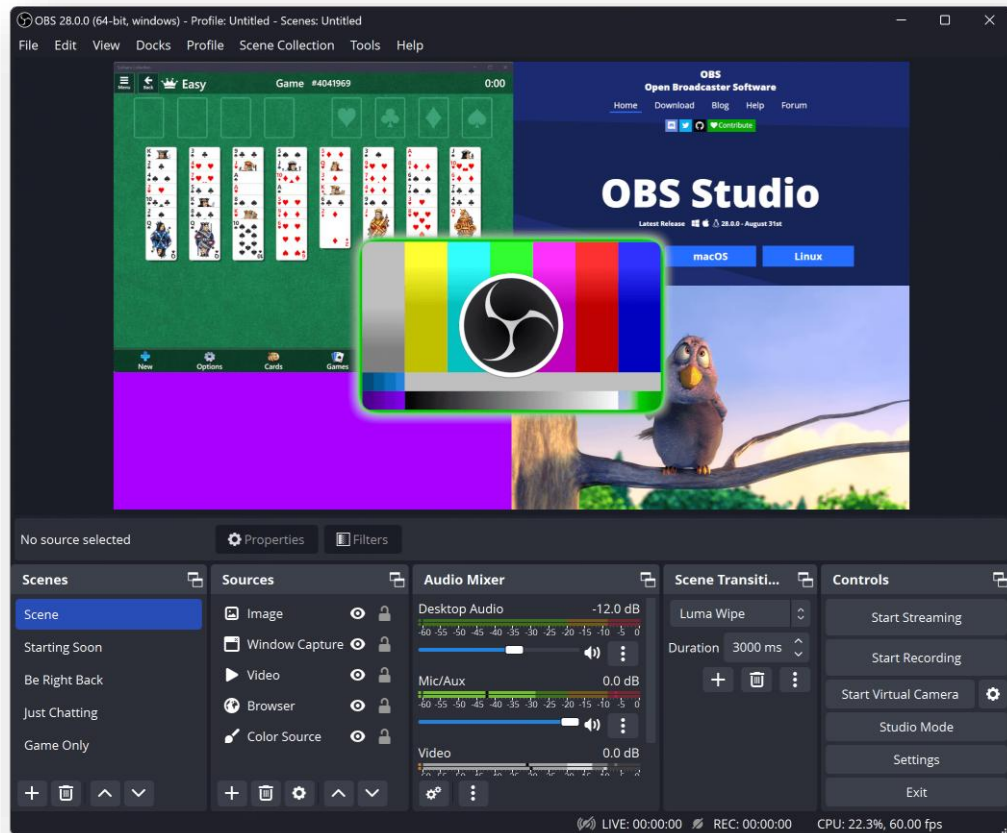 OBS 28.0.0 (64-bit, windows) - Profile: Untitled - Scenes: Untitled
File Edit View Docks Profile Scene Collection Tools Help
Menu Back Easy Game #4041969 0:00
New Options Cards Games
OBS
Open Broadcaster Software
Home Download Blog Help Forum
Contribute
OBS Studio
Latest Release 28.0.0 - August 31st
macOS Linux
No source selected Properties Filters
Scenes
Scene
Starting Soon
Be Right Back
Just Chatting
Game Only
Sources
Image
Window Capture
Video
Browser
Color Source
Audio Mixer
Desktop Audio -12.0 dB
-60 -55 -50 -45 -40 -35 -30 -25 -20 -15 -10 -5 0
Mic/Aux 0.0 dB
-60 -55 -50 -45 -40 -35 -30 -25 -20 -15 -10 -5 0
Video 0.0 dB
Scene Transiti...
Luma Wipe
Duration 3000 ms
Controls
Start Streaming
Start Recording
Start Virtual Camera
Studio Mode
Settings
Exit
LIVE: 00:00:00 REC: 00:00:00 CPU: 22.3%, 60.00 fps